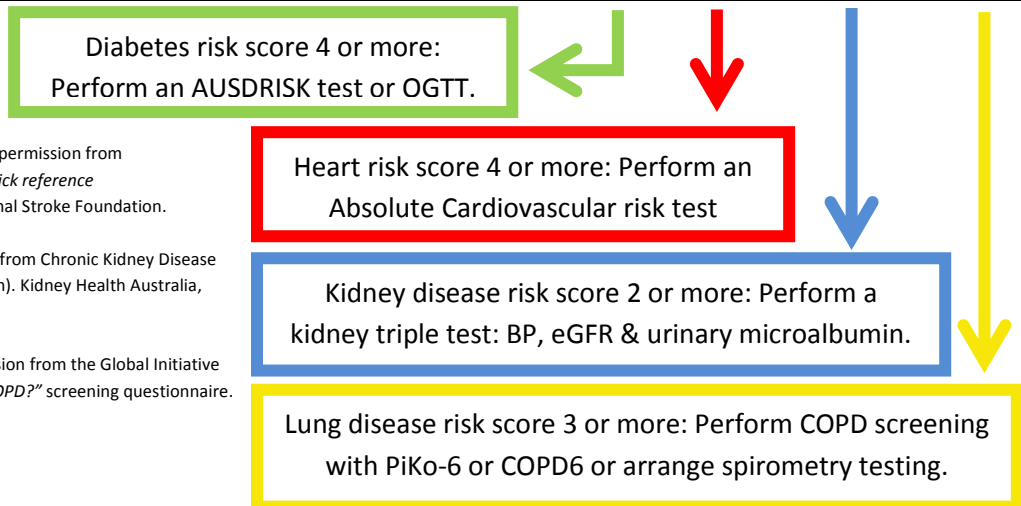 Diabetes risk score 4 or more:
Perform an AUSDRISK test or OGTT.
permission from
ick reference
nal Stroke Foundation.
Heart risk score 4 or more: Perform an
Absolute Cardiovascular risk test
from Chronic Kidney Disease
n). Kidney Health Australia,
Kidney disease risk score 2 or more: Perform a
kidney triple test: BP, eGFR & urinary microalbumin.
sion from the Global Initiative
OPD?” screening questionnaire.
Lung disease risk score 3 or more: Perform COPD screening
with PiKo-6 or COPD6 or arrange spirometry testing.